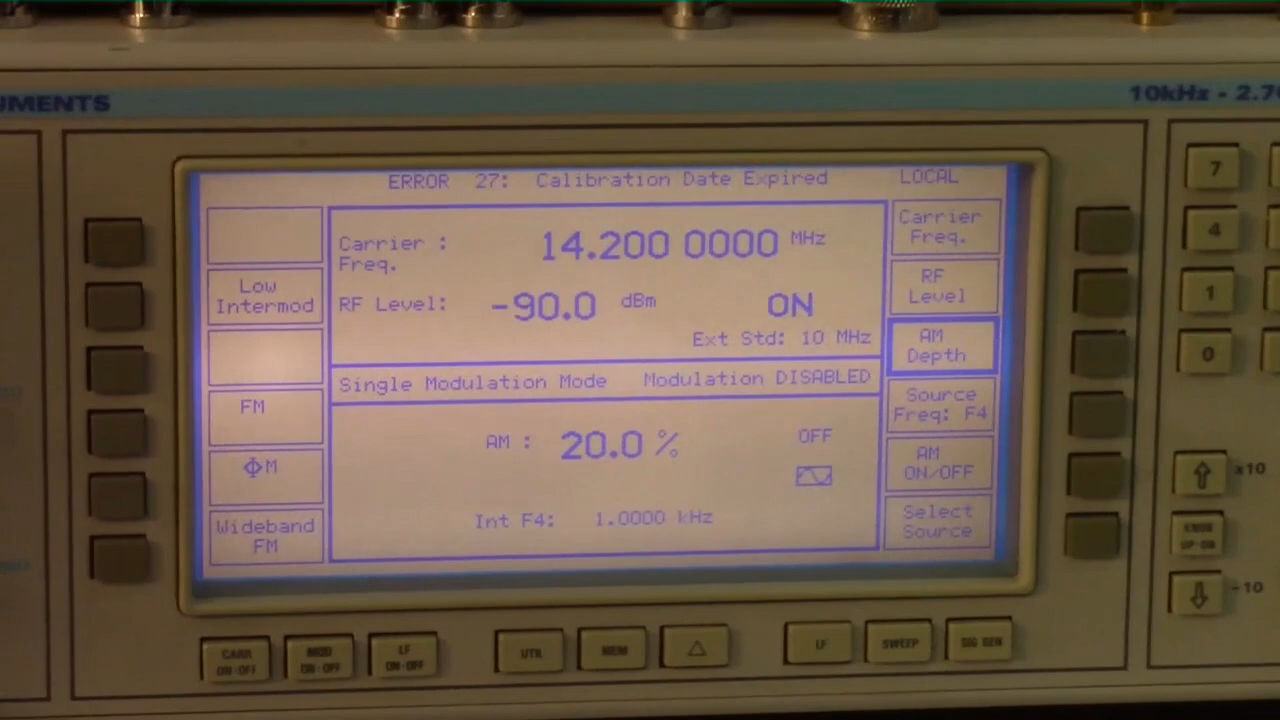 UMENTS
10kHz - 2.7
ERROR 27: Calibration Date Expired LOCAL
Low
Intermod
FM
ΦM
Wideband
FM
Carrier :
Freq.
14.200 0000 MHz
RF Level: -90.0 dBm ON
Ext Std: 10 MHz
Single Modulation Mode Modulation DISABLED
AM : 20.0 % OFF
Int F4: 1.0000 kHz
Carrier
Freq.
RF
Level
AM
Depth
Source
Freq: F4
AM
ON/OFF
Select
Source
7
4
1
0
x10
KNOB
UP-DN
÷10
CARR
ON-OFF
MOD
ON-OFF
LF
ON-OFF
UTIL
MEM
△
LF
SWEEP
SIG GEN